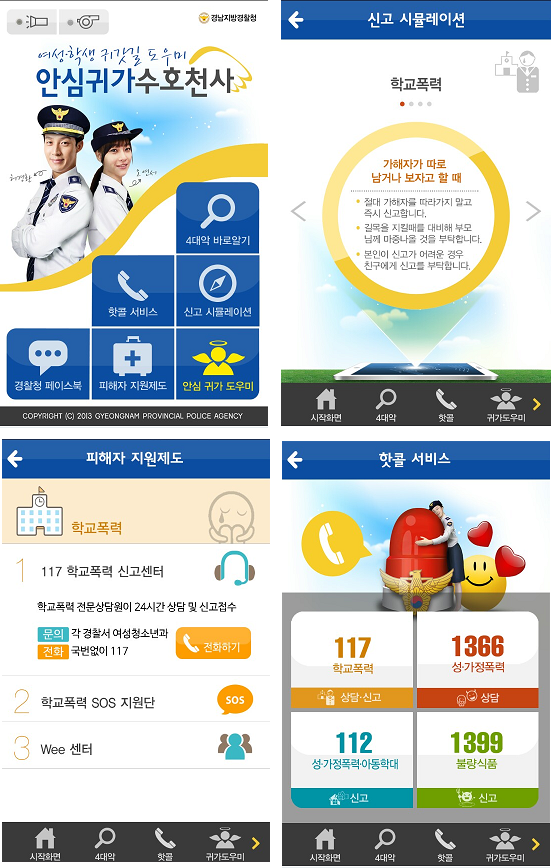 경남지방경찰청
여성·학생 귀갓길 도우미
안심귀가수호천사
허경환
오연서
4대악 바로알기
핫콜 서비스
신고 시뮬레이션
경찰청 페이스북
피해자 지원제도
안심 귀가 도우미
COPYRIGHT (C) 2013 GYEONGNAM PROVINCIAL POLICE AGENCY
신고 시뮬레이션
학교폭력
가해자가 따로
남거나 보자고 할 때
절대 가해자를 따라가지 말고
즉시 신고합니다.
길목을 지킬때를 대비해 부모
님께 마중나올 것을 부탁합니다.
본인이 신고가 어려운 경우
친구에게 신고를 부탁합니다.
시작화면
4대악
핫콜
귀가도우미
피해자 지원제도
학교폭력
1 117 학교폭력 신고센터
학교폭력 전문상담원이 24시간 상담 및 신고접수
문의 각 경찰서 여성청소년과
전화 국번없이 117
전화하기
2 학교폭력 SOS 지원단
SOS
3 Wee 센터
시작화면
4대악
핫콜
귀가도우미
핫콜 서비스
117
학교폭력
상담·신고
1366
성·가정폭력
상담
112
성·가정폭력·아동학대
신고
1399
불량식품
신고
시작화면
4대악
핫콜
귀가도우미